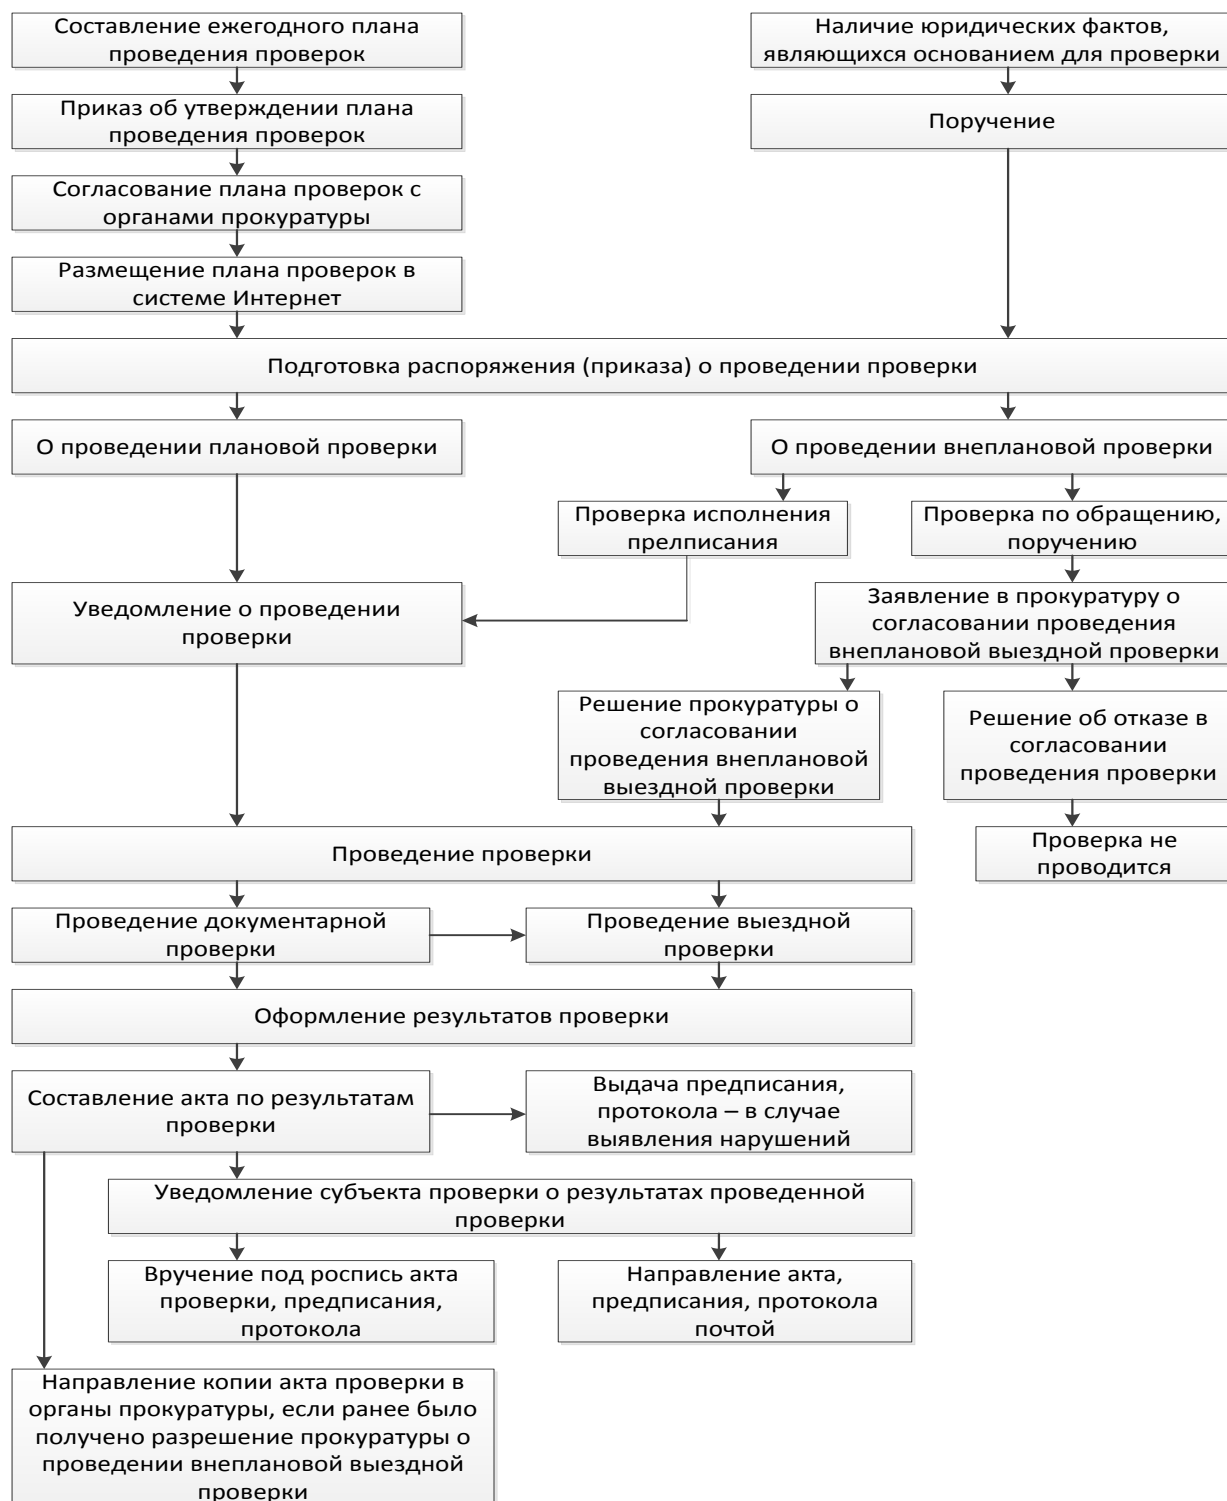 Составление ежегодного плана
проведения проверок
Наличие юридических фактов,
являющихся основанием для проверки
Приказ об утверждении плана
проведения проверок
Поручение
Согласование плана проверок с
органами прокуратуры
Размещение плана проверок в
системе Интернет
Подготовка распоряжения (приказа) о проведении проверки
О проведении плановой проверки
О проведении внеплановой проверки
Проверка исполнения
прелписания
Проверка по обращению,
поручению
Уведомление о проведении
проверки
Заявление в прокуратуру о
согласовании проведения
внеплановой выездной проверки
Решение прокуратуры о
согласовании
проведения внеплановой
выездной проверки
Решение об отказе в
согласовании
проведения проверки
Проведение проверки
Проверка не
проводится
Проведение документарной
проверки
Проведение выездной
проверки
Оформление результатов проверки
Составление акта по результатам
проверки
Выдача предписания,
протокола – в случае
выявления нарушений
Уведомление субъекта проверки о результатах проведенной
проверки
Вручение под роспись акта
проверки, предписания,
протокола
Направление акта,
предписания, протокола
почтой
Направление копии акта проверки в
органы прокуратуры, если ранее было
получено разрешение прокуратуры о
проведении внеплановой выездной
проверки